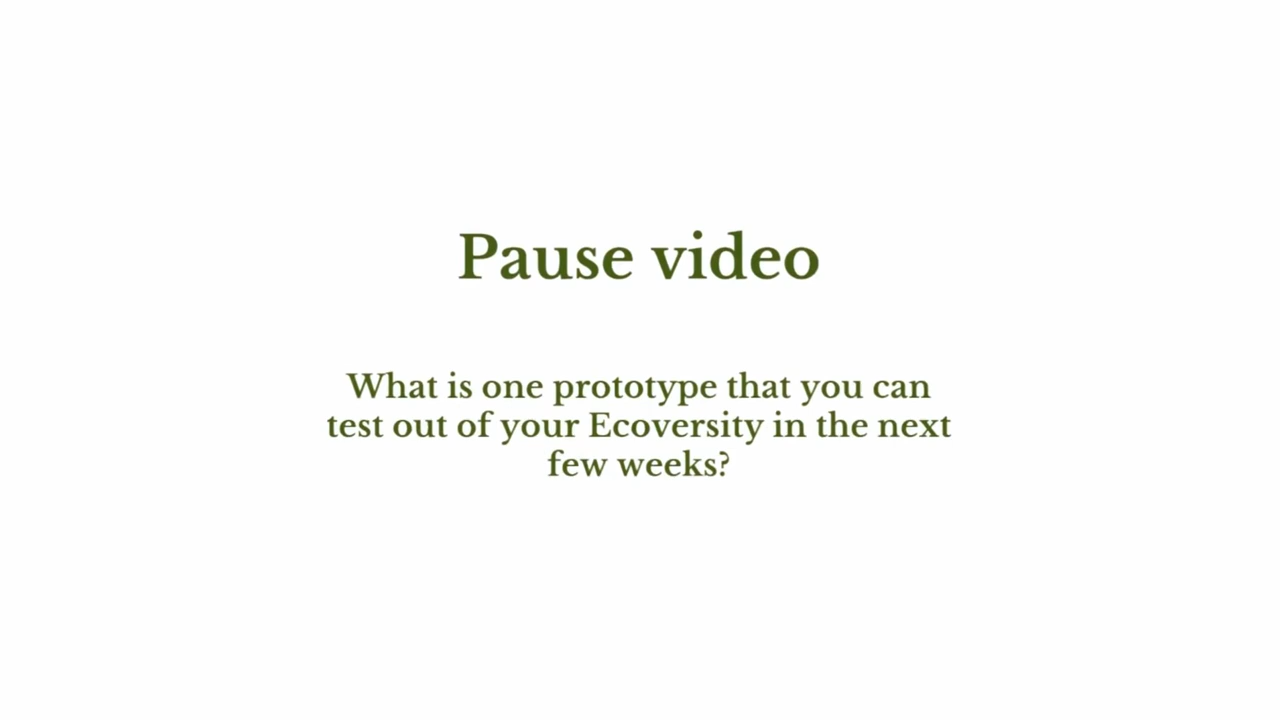 Pause video
What is one prototype that you can
test out of your Ecoversity in the next
few weeks?